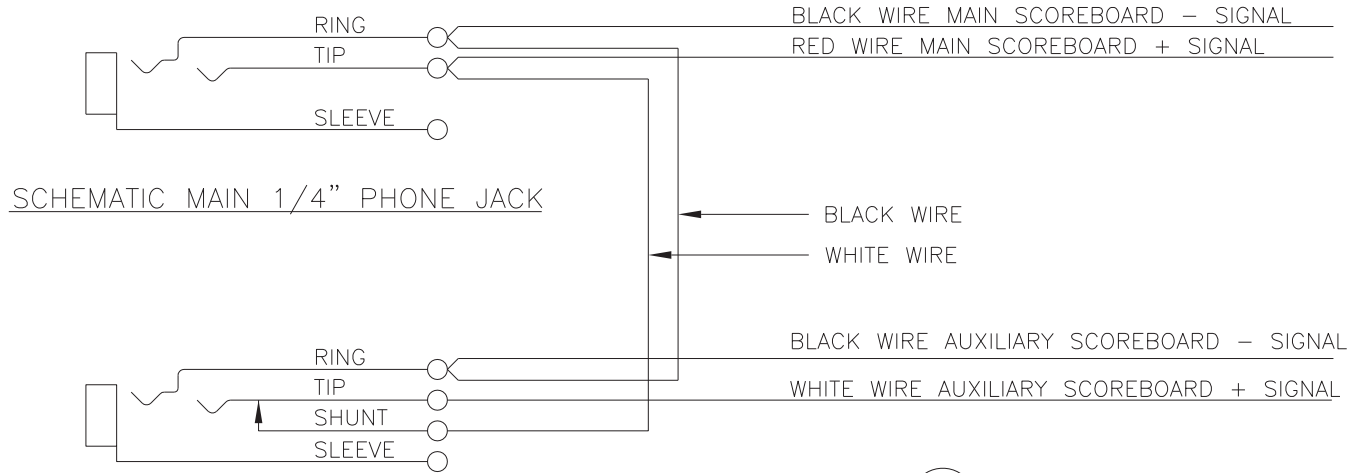 RING
BLACK WIRE MAIN SCOREBOARD – SIGNAL
TIP
RED WIRE MAIN SCOREBOARD + SIGNAL
SLEEVE
SCHEMATIC MAIN 1/4" PHONE JACK
BLACK WIRE
WHITE WIRE
RING
BLACK WIRE AUXILIARY SCOREBOARD – SIGNAL
TIP
WHITE WIRE AUXILIARY SCOREBOARD + SIGNAL
SHUNT
SLEEVE